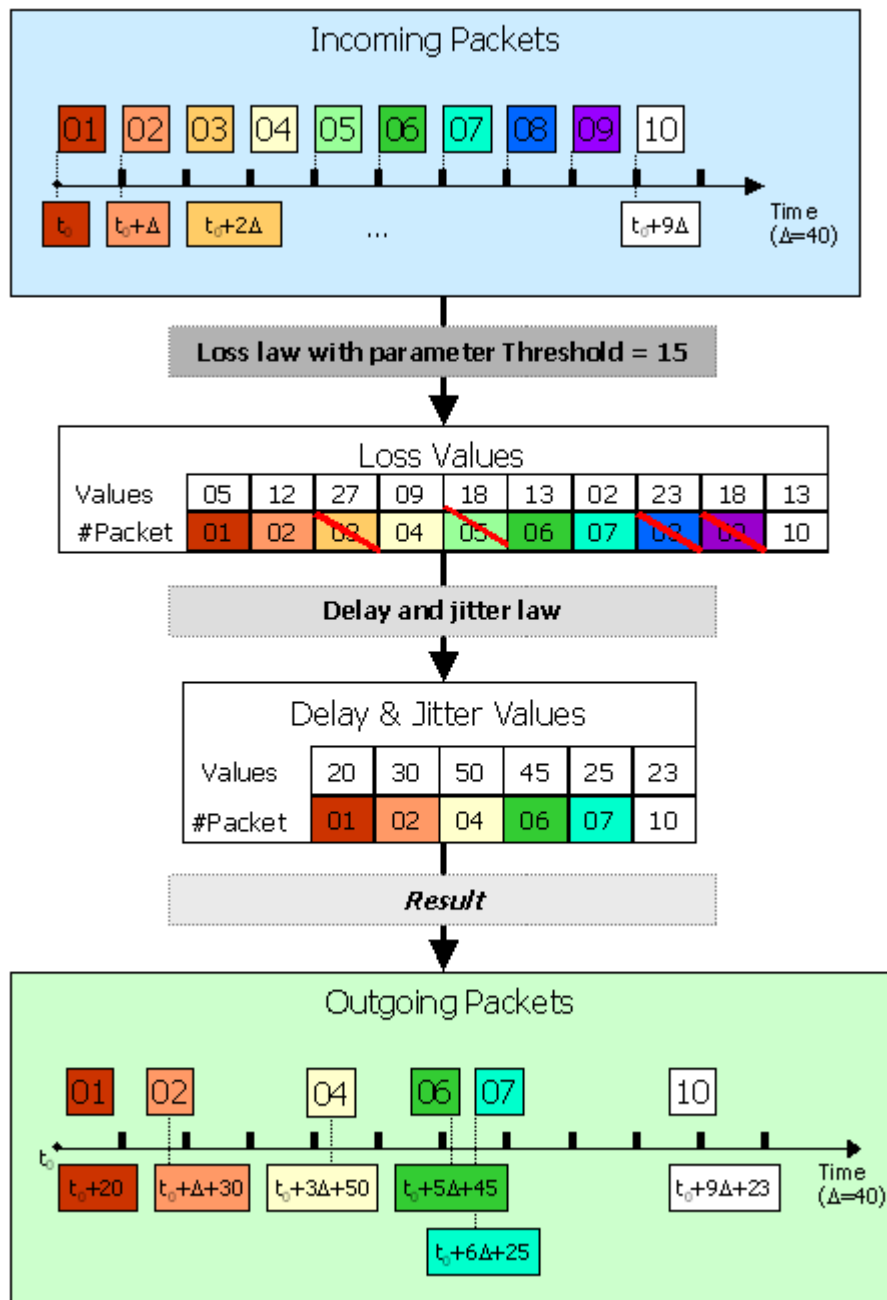 Incoming Packets
01 02 03 04 05 06 07 08 09 10
t₀ t₀+Δ t₀+2Δ ... t₀+9Δ Time
(Δ=40)
Loss law with parameter Threshold = 15
Loss Values
Values 05 12 27 09 18 13 02 23 18 13
#Packet 01 02 03 04 05 06 07 08 09 10
Delay and jitter law
Delay & Jitter Values
Values 20 30 50 45 25 23
#Packet 01 02 04 06 07 10
Result
Outgoing Packets
01 02 04 06 07 10
t₀
t₀+20 t₀+Δ+30 t₀+3Δ+50 t₀+5Δ+45 t₀+9Δ+23 Time
(Δ=40)
t₀+6Δ+25